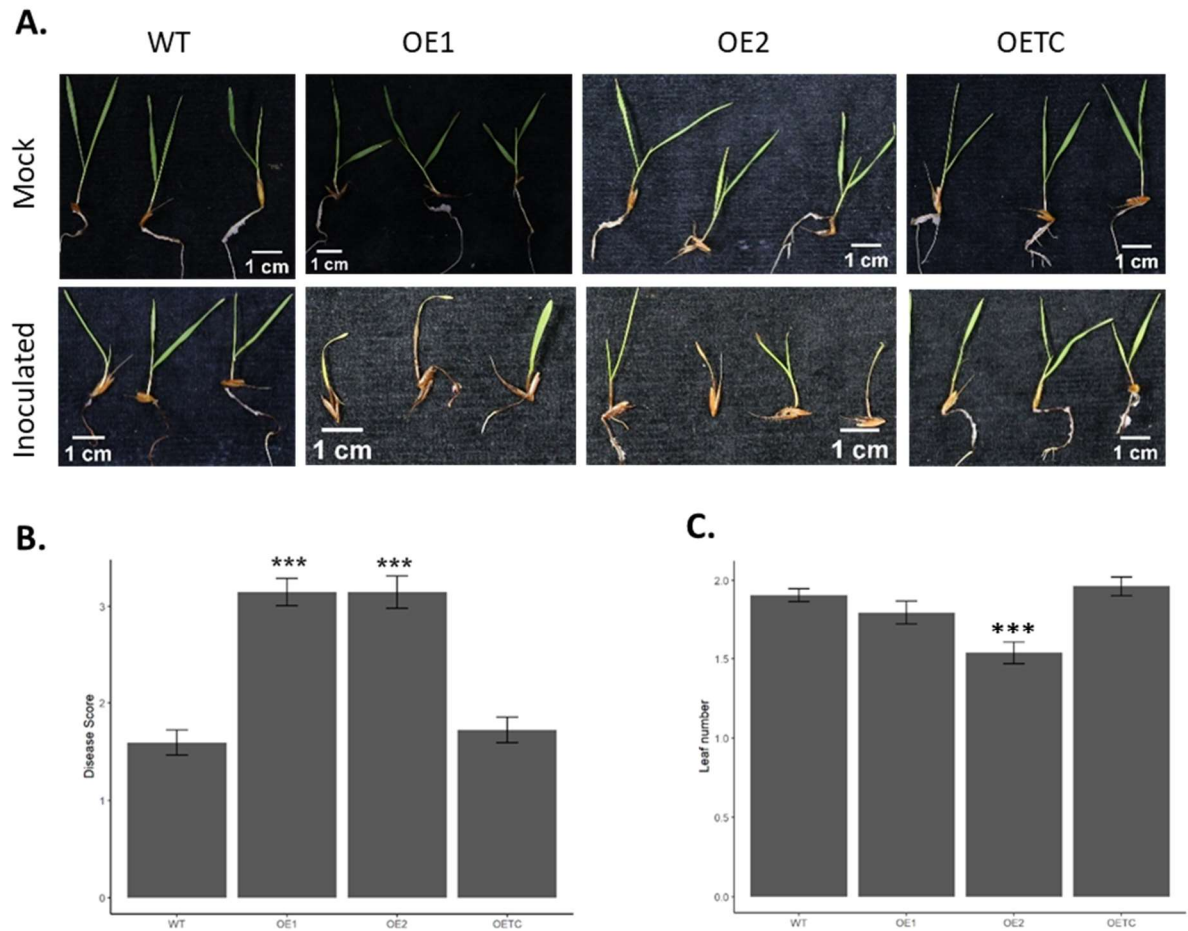 A.
WT OE1 OE2 OETC
Mock
1 cm 1 cm 1 cm 1 cm
Inoculated
1 cm 1 cm 1 cm 1 cm
B.
Disease Score
3
2
1
0
*** ***
WT OE1 OE2 OETC
C.
Leaf number
2.0
1.5
1.0
0.5
0.0
***
WT OE1 OE2 OETC